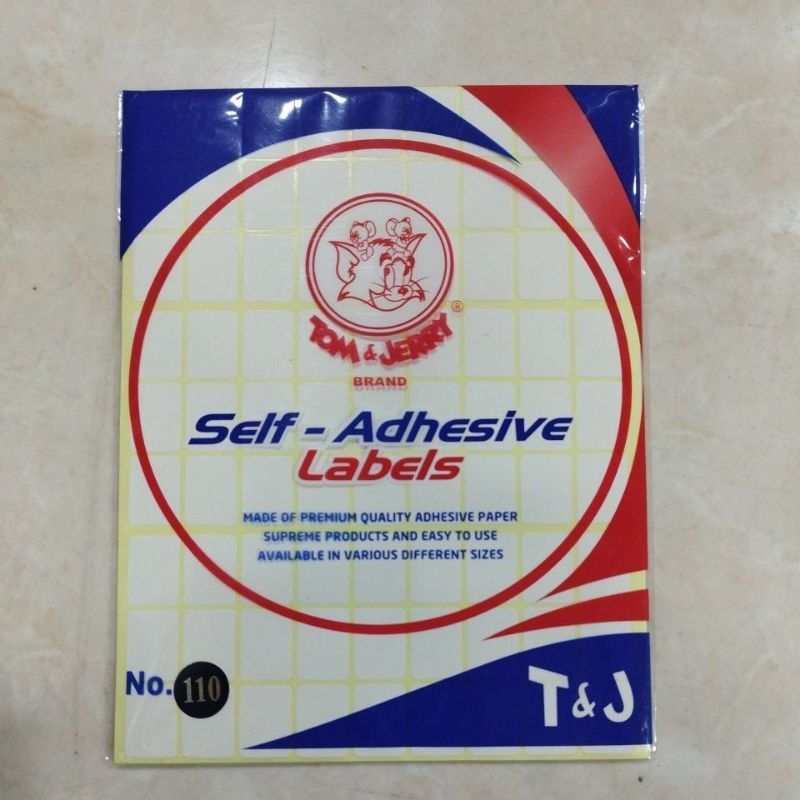 TOM & JERRY ®
BRAND
Self - Adhesive
Labels
MADE OF PREMIUM QUALITY ADHESIVE PAPER
SUPREME PRODUCTS AND EASY TO USE
AVAILABLE IN VARIOUS DIFFERENT SIZES
No. 110
T & J